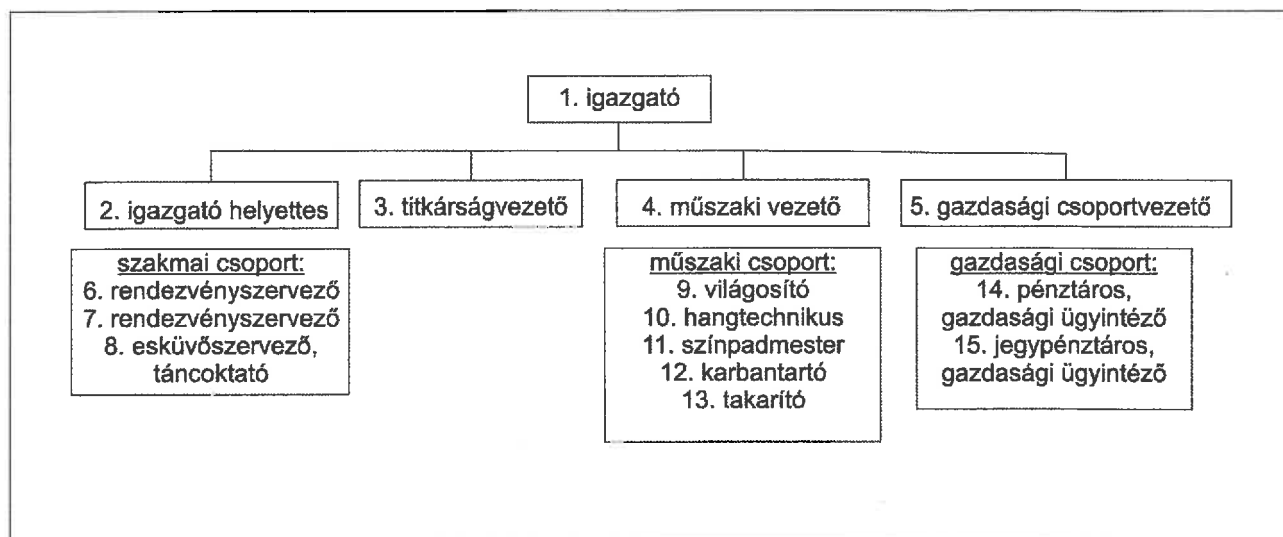 1. igazgató
2. igazgató helyettes
3. titkárságvezető
4. műszaki vezető
5. gazdasági csoportvezető
szakmai csoport:
6. rendezvényszervező
7. rendezvényszervező
8. esküvőszervező,
táncoktató
műszaki csoport:
9. világosító
10. hangtechnikus
11. színpadmester
12. karbantartó
13. takarító
gazdasági csoport:
14. pénztáros,
gazdasági ügyintéző
15. jegypénztáros,
gazdasági ügyintéző